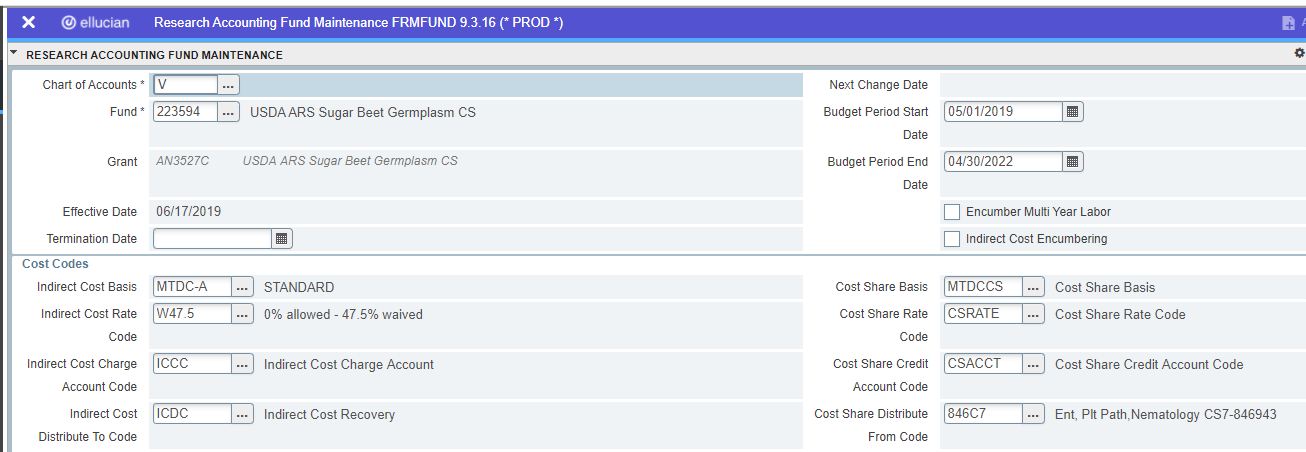 ellucian Research Accounting Fund Maintenance FRMFUND 9.3.16 (* PROD *)
RESEARCH ACCOUNTING FUND MAINTENANCE
Chart of Accounts * V ... Next Change Date
Fund * 223594 ... USDA ARS Sugar Beet Germplasm CS Budget Period Start 05/01/2019
Date
Grant AN3527C USDA ARS Sugar Beet Germplasm CS Budget Period End 04/30/2022
Date
Effective Date 06/17/2019 Encumber Multi Year Labor
Termination Date Indirect Cost Encumbering
Cost Codes
Indirect Cost Basis MTDC-A ... STANDARD Cost Share Basis MTDCCS ... Cost Share Basis
Indirect Cost Rate W47.5 ... 0% allowed - 47.5% waived Cost Share Rate CSRATE ... Cost Share Rate Code
Code Code
Indirect Cost Charge ICCC ... Indirect Cost Charge Account Cost Share Credit CSACCT ... Cost Share Credit Account Code
Account Code Account Code
Indirect Cost ICDC ... Indirect Cost Recovery Cost Share Distribute 846C7 ... Ent, Plt Path,Nematology CS7-846943
Distribute To Code From Code